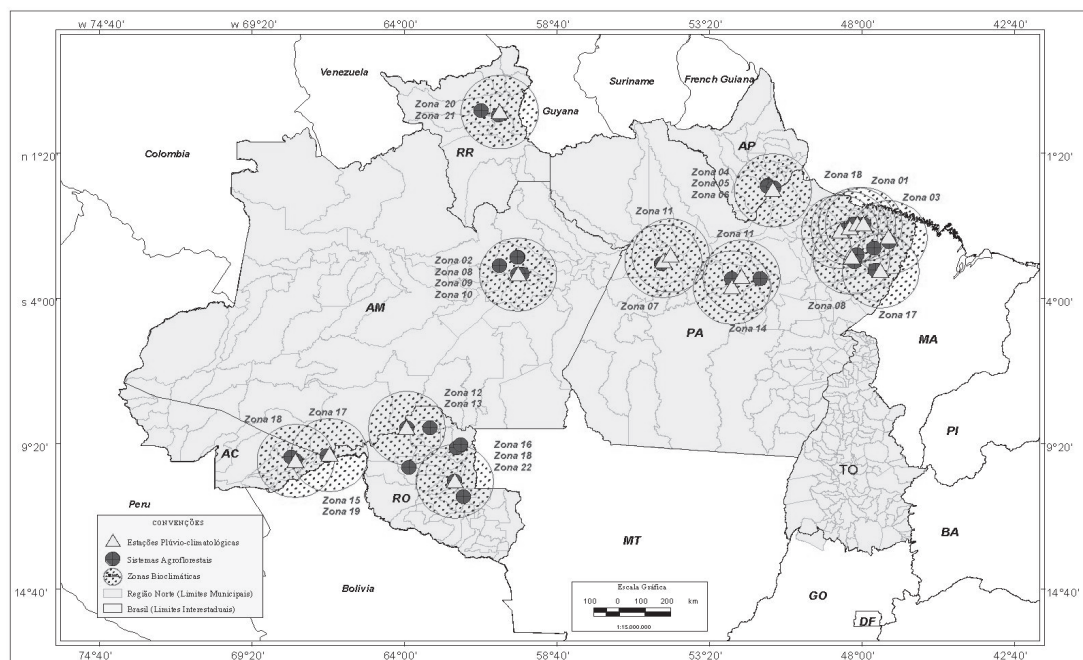 w 74°40'
w 69°20'
64°00'
58°40'
53°20'
48°00'
42°40'
Venezuela
Suriname
French Guiana
Guyana
Colombia
Zona 20
Zona 21
RR
AP
n 1°20'
1°20'
Zona 04
Zona 05
Zona 06
Zona 18
Zona 01
Zona 03
Zona 11
Zona 11
Zona 02
Zona 08
Zona 09
Zona 10
s 4°00'
4°00'
AM
Zona 07
PA
Zona 14
Zona 08
Zona 17
MA
Zona 12
Zona 13
Zona 17
Zona 18
9°20'
9°20'
Zona 16
Zona 18
Zona 22
PI
AC
TO
RO
Zona 15
Zona 19
Peru
BA
MT
CONVENÇÕES
Estações Plúvio-climatológicas
Sistemas Agroflorestais
Zonas Bioclimáticas
Região Norte (Limites Municipais)
Brasil (Limites Interestaduais)
Bolivia
Escala Gráfica
100 0 100 200 km
1:15.000.000
14°40'
14°40'
GO
DF
74°40'
69°20'
64°00'
58°40'
53°20'
48°00'
42°40'